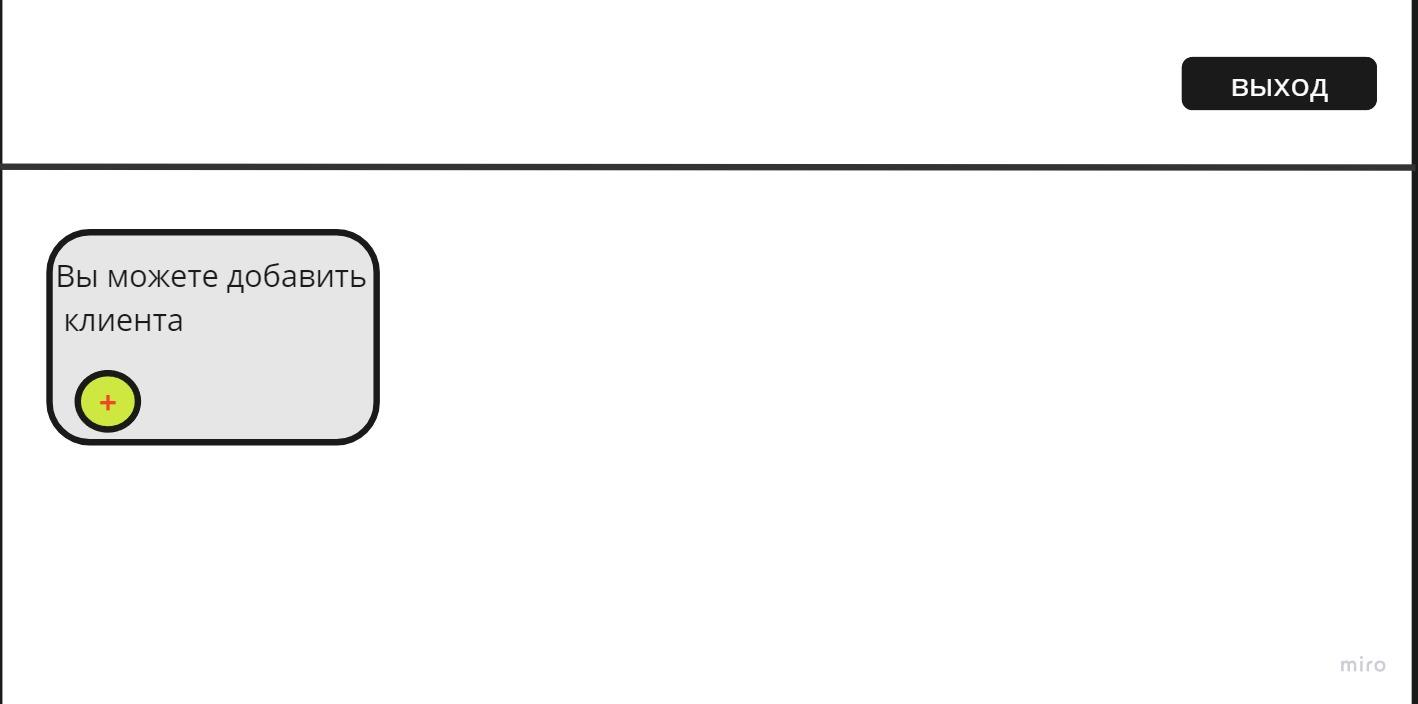 выход
Вы можете добавить
клиента
+
miro